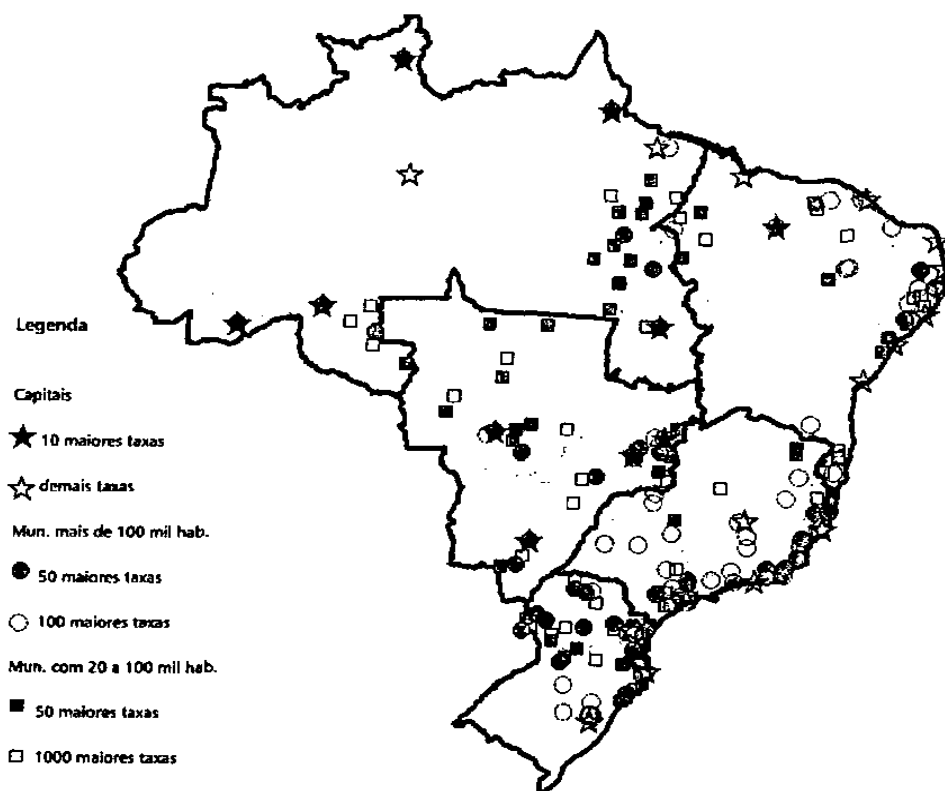 Legenda
Capitais
10 maiores taxas
demais taxas
Mun. mais de 100 mil hab.
50 maiores taxas
100 maiores taxas
Mun. com 20 a 100 mil hab.
50 maiores taxas
1000 maiores taxas